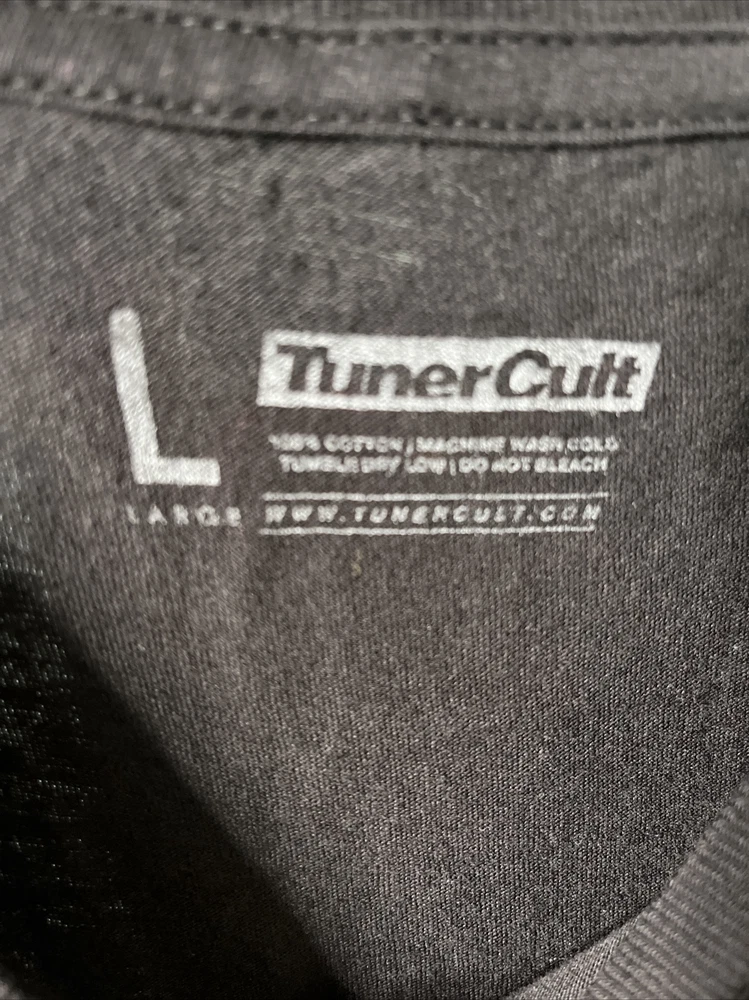 L
LARGE
TunerCult
100% COTTON | MACHINE WASH COLD
TUMBLE DRY LOW | DO NOT BLEACH
WWW.TUNERCULT.COM